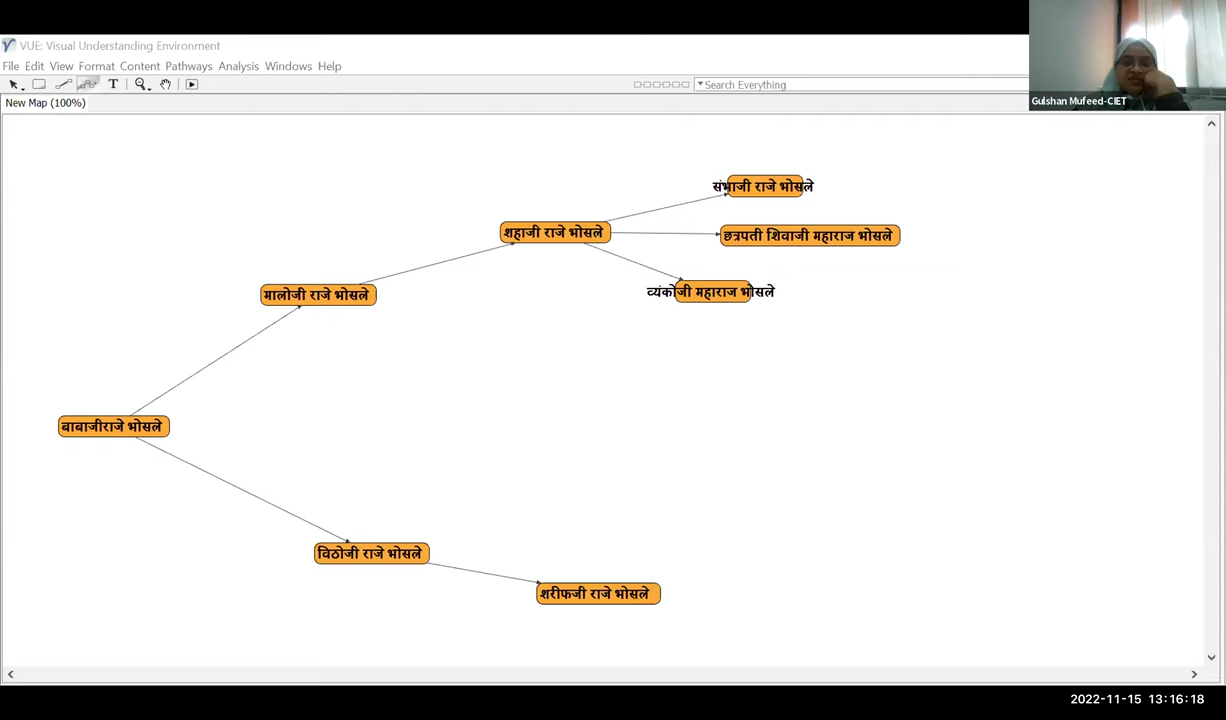 VUE: Visual Understanding Environment
File Edit View Format Content Pathways Analysis Windows Help
T
Search Everything
New Map (100%)
Gulshan Mufeed-CIET
संभाजी राजे भोसले
शहाजी राजे भोसले
छत्रपती शिवाजी महाराज भोसले
मालोजी राजे भोसले
व्यंकोजी महाराज भोसले
बाबाजीराजे भोसले
विठोजी राजे भोसले
शरीफजी राजे भोसले
2022-11-15 13:16:18